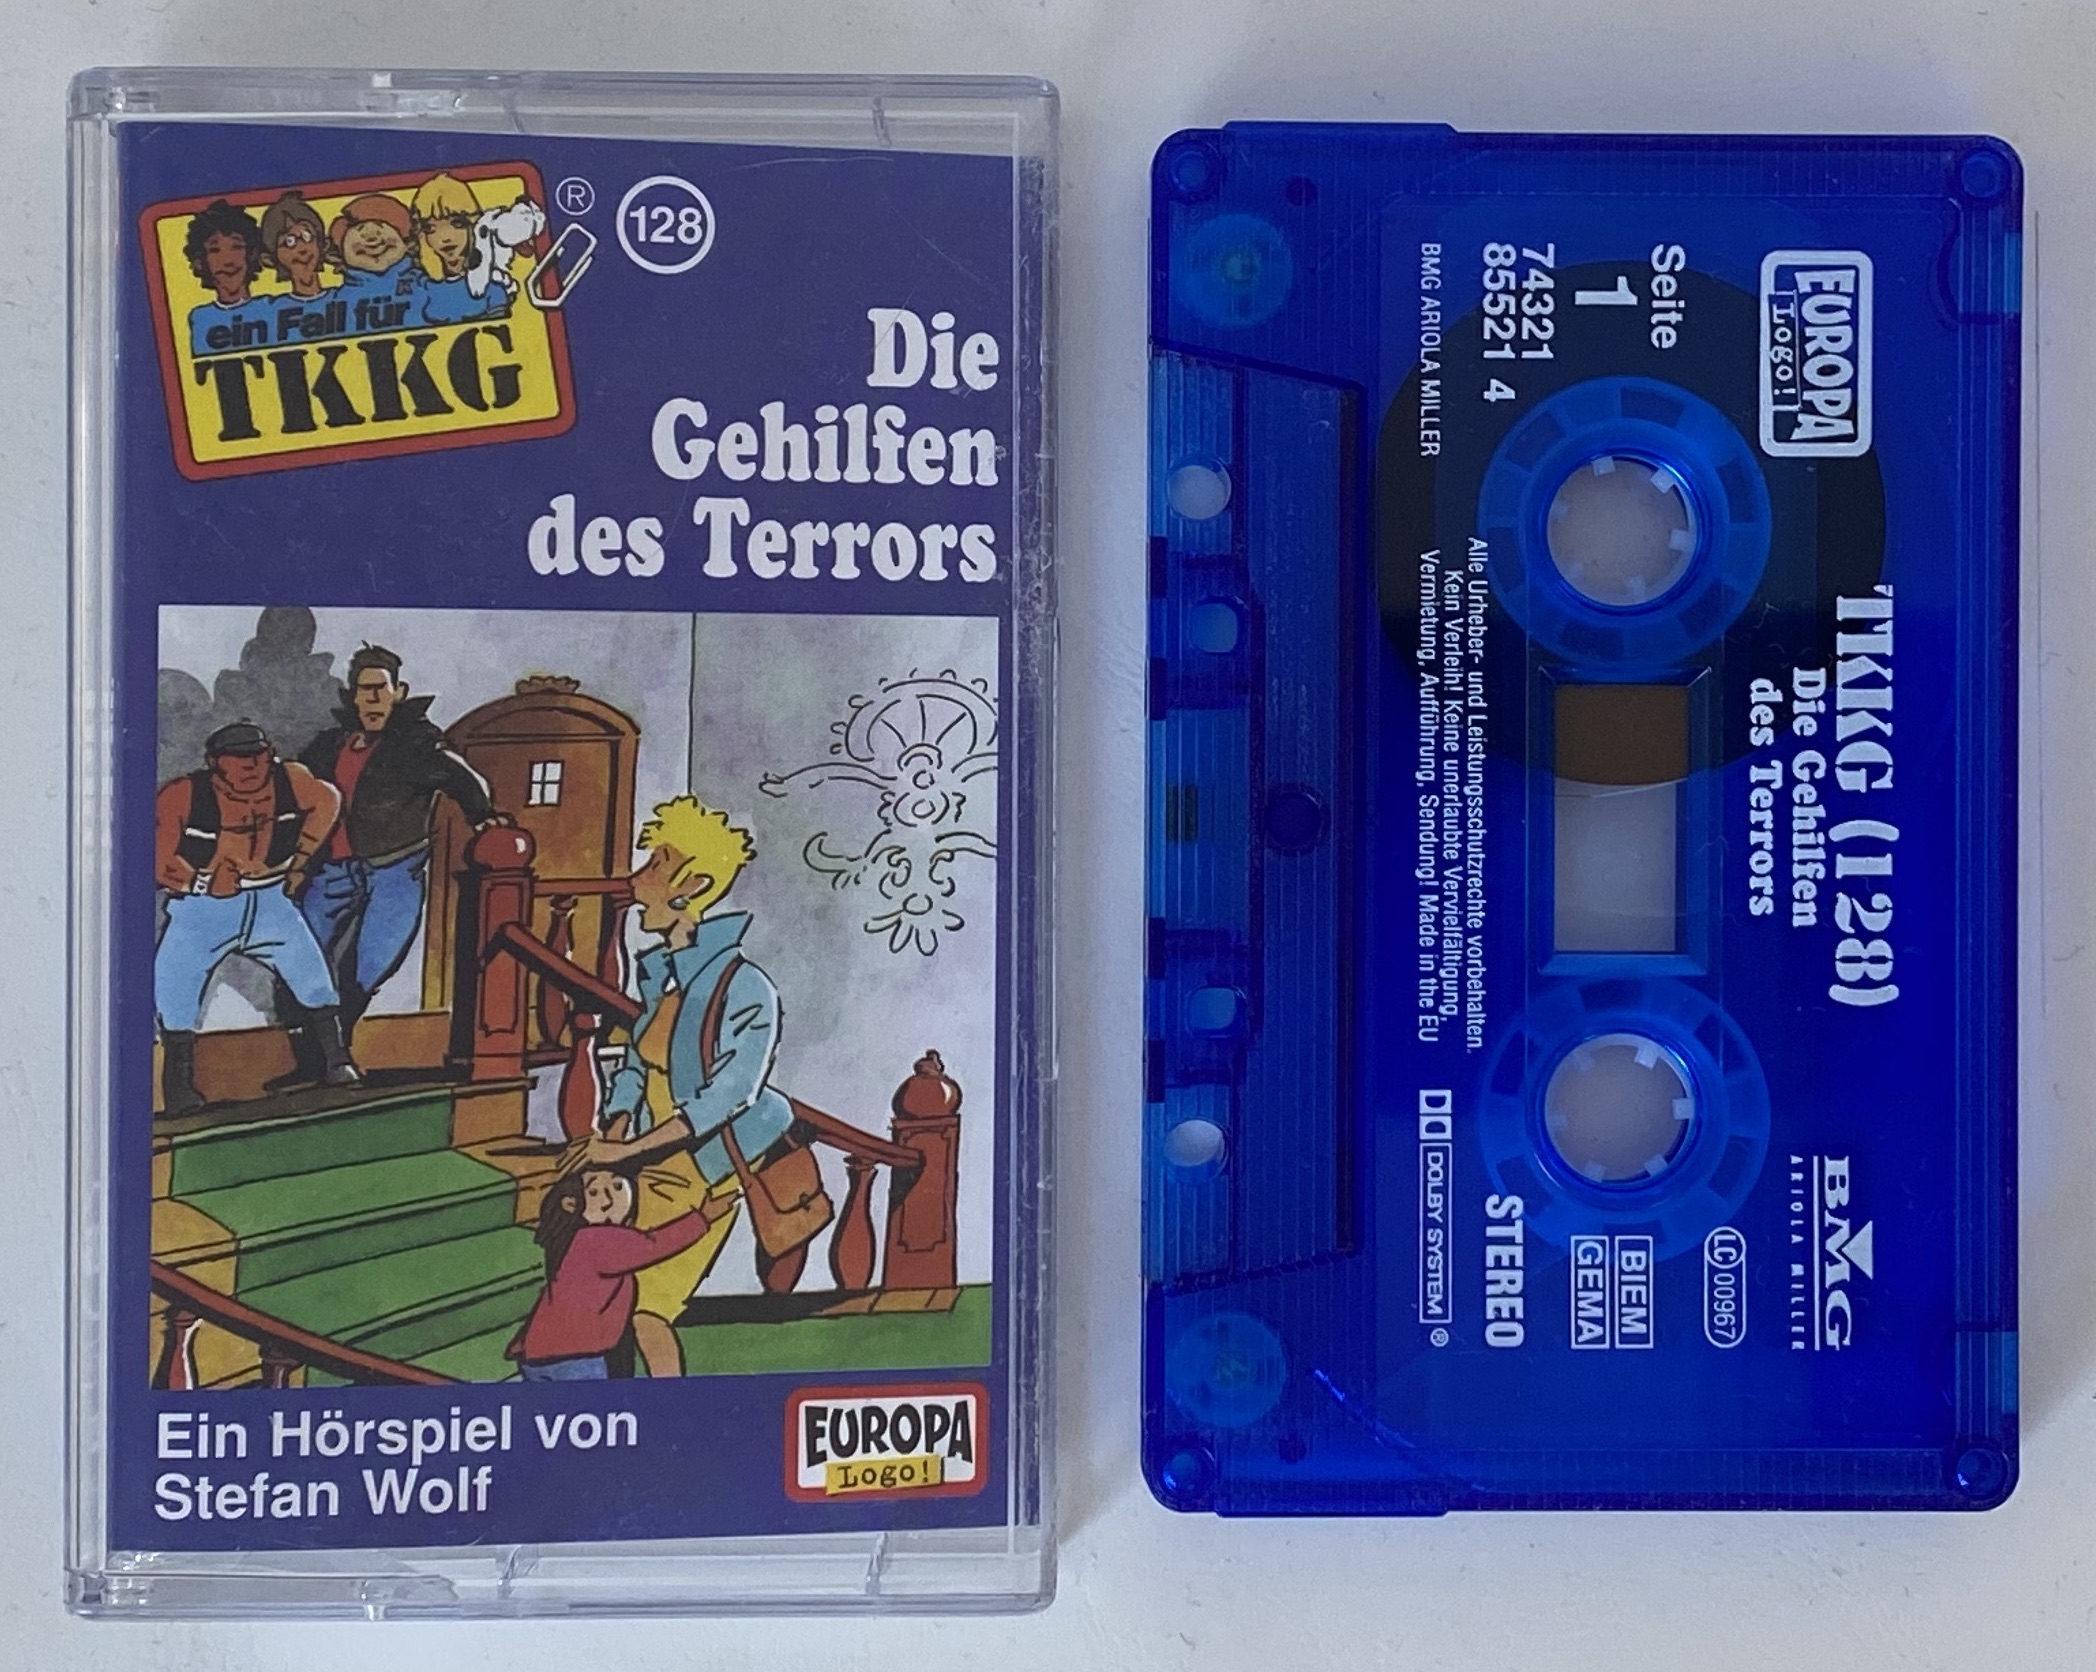 ein Fall für
TKKG
®
128
Die
Gehilfen
des Terrors
Ein Hörspiel von
Stefan Wolf
EUROPA
Logo!
EUROPA
Logo!
TKKG (128)
Die Gehilfen
des Terrors
BMG
ARIOLA MILLER
Seite
1
74321
85521 4
BMG ARIOLA MILLER
LC 00967
BIEM
GEMA
STEREO
Alle Urheber- und Leistungsschutzrechte vorbehalten.
Kein Verleih! Keine unerlaubte Vervielfältigung,
Vermietung, Aufführung, Sendung! Made in the EU
DOLBY SYSTEM ®